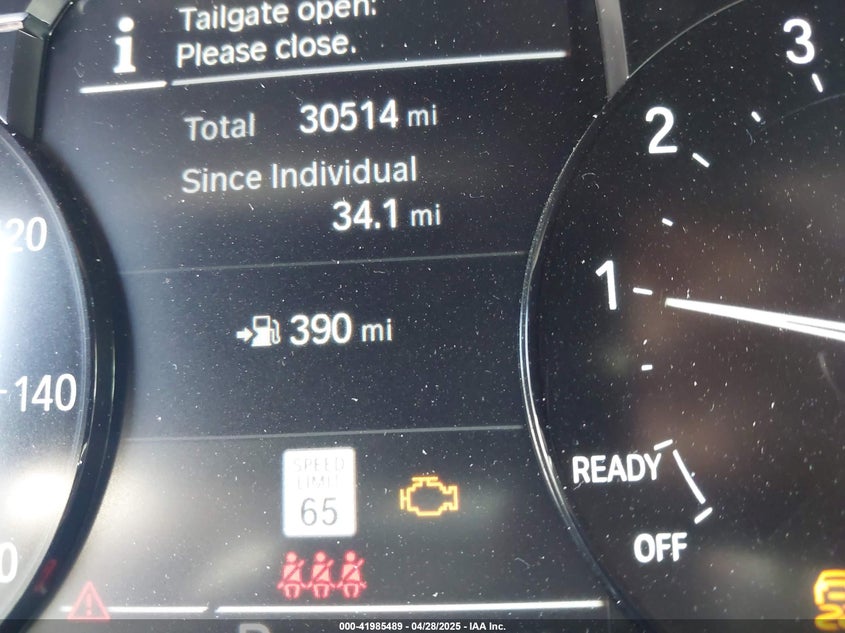 Tailgate open.
Please close.
Total 30514 mi
Since Individual
34.1 mi
390 mi
SPEED
LIMIT
65
120
140
3
2
1
READY
OFF
000-41985489 - 04/28/2025 - IAA Inc.